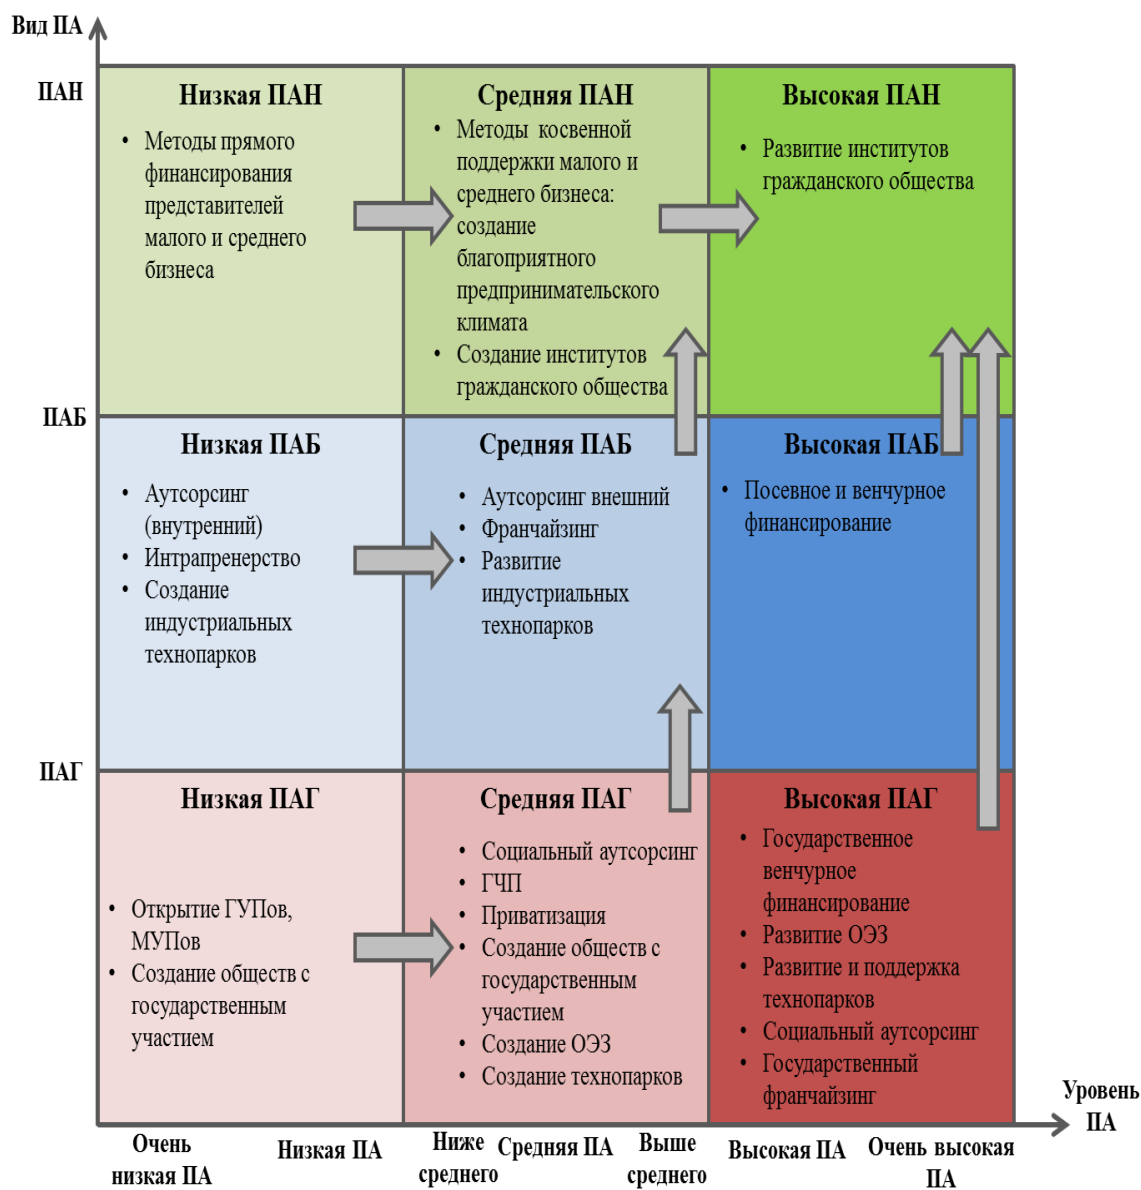 Вид ПА
ПАН
Низкая ПАН
• Методы прямого
финансирования
представителей
малого и среднего
бизнеса
Средняя ПАН
• Методы косвенной
поддержки малого и
среднего бизнеса:
создание
благоприятного
предпринимательского
климата
• Создание институтов
гражданского общества
Высокая ПАН
• Развитие институтов
гражданского общества
ПАБ
Низкая ПАБ
• Аутсорсинг
(внутренний)
• Интрапренерство
• Создание
индустриальных
технопарков
Средняя ПАБ
• Аутсорсинг внешний
• Франчайзинг
• Развитие
индустриальных
технопарков
Высокая ПАБ
• Посевное и венчурное
финансирование
ПАГ
Низкая ПАГ
• Открытие ГУПов,
МУПов
• Создание обществ с
государственным
участием
Средняя ПАГ
• Социальный аутсорсинг
• ГЧП
• Приватизация
• Создание обществ с
государственным
участием
• Создание ОЭЗ
• Создание технопарков
Высокая ПАГ
• Государственное
венчурное
финансирование
• Развитие ОЭЗ
• Развитие и поддержка
технопарков
• Социальный аутсорсинг
• Государственный
франчайзинг
Уровень
ПА
Очень
низкая ПА
Низкая ПА
Ниже
среднего
Средняя ПА
Выше
среднего
Высокая ПА
Очень высокая
ПА